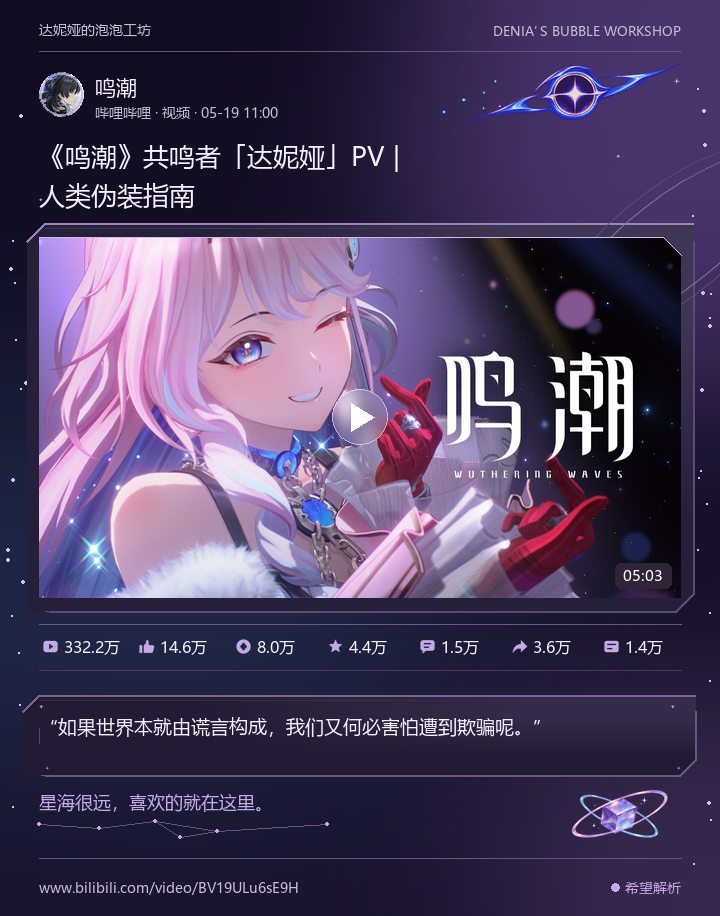 达妮娅的泡泡工坊
DENIA'S BUBBLE WORKSHOP
鸣潮
哔哩哔哩 · 视频 · 05-19 11:00
《鸣潮》共鸣者「达妮娅」PV |
人类伪装指南
鸣潮
WUTHERING WAVES
05:03
332.2万 14.6万 8.0万 4.4万 1.5万 3.6万 1.4万
“如果世界本就由谎言构成，我们又何必害怕遭到欺骗呢。”
星海很远，喜欢的就在这里。
www.bilibili.com/video/BV19ULu6sE9H
希望解析